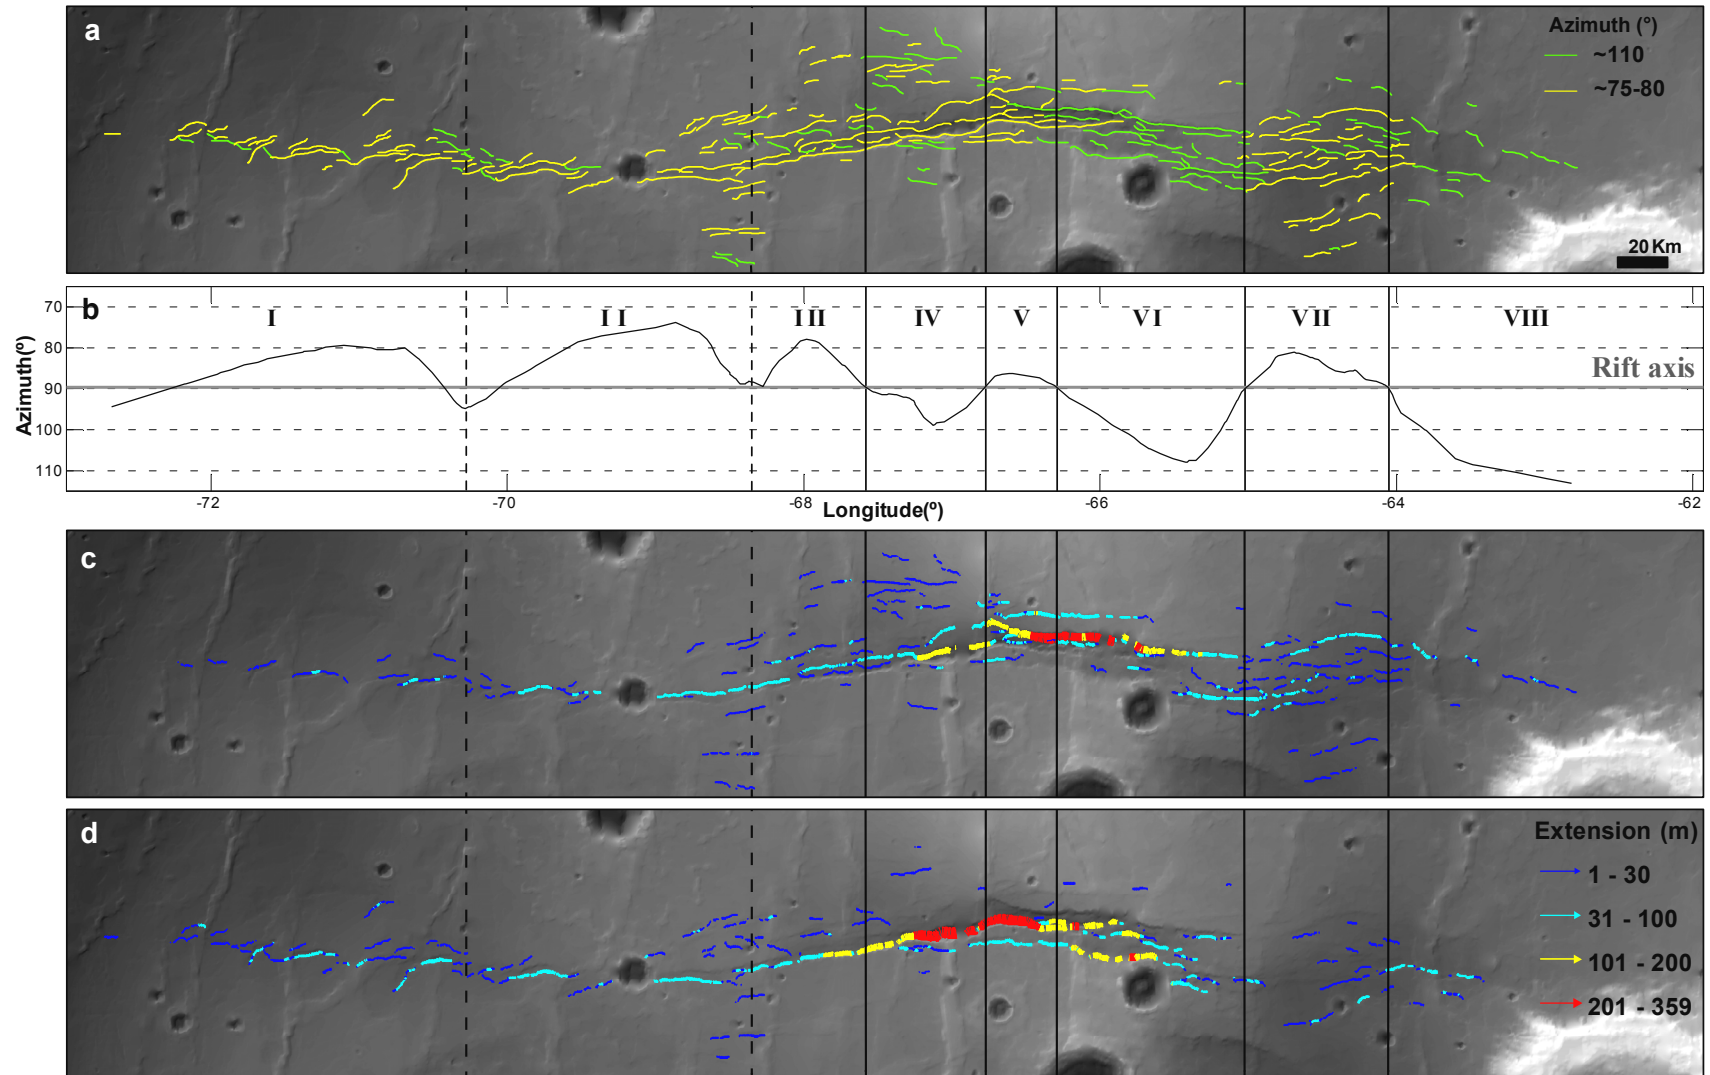 a
Azimuth (°)
~110
~75-80
20 Km
b
I
I I
I II
IV
V
V I
V II
VIII
Rift axis
Azimuth(º)
70
80
90
100
110
-72
-70
-68
-66
-64
-62
Longitude(º)
c
d
Extension (m)
1 - 30
31 - 100
101 - 200
201 - 359